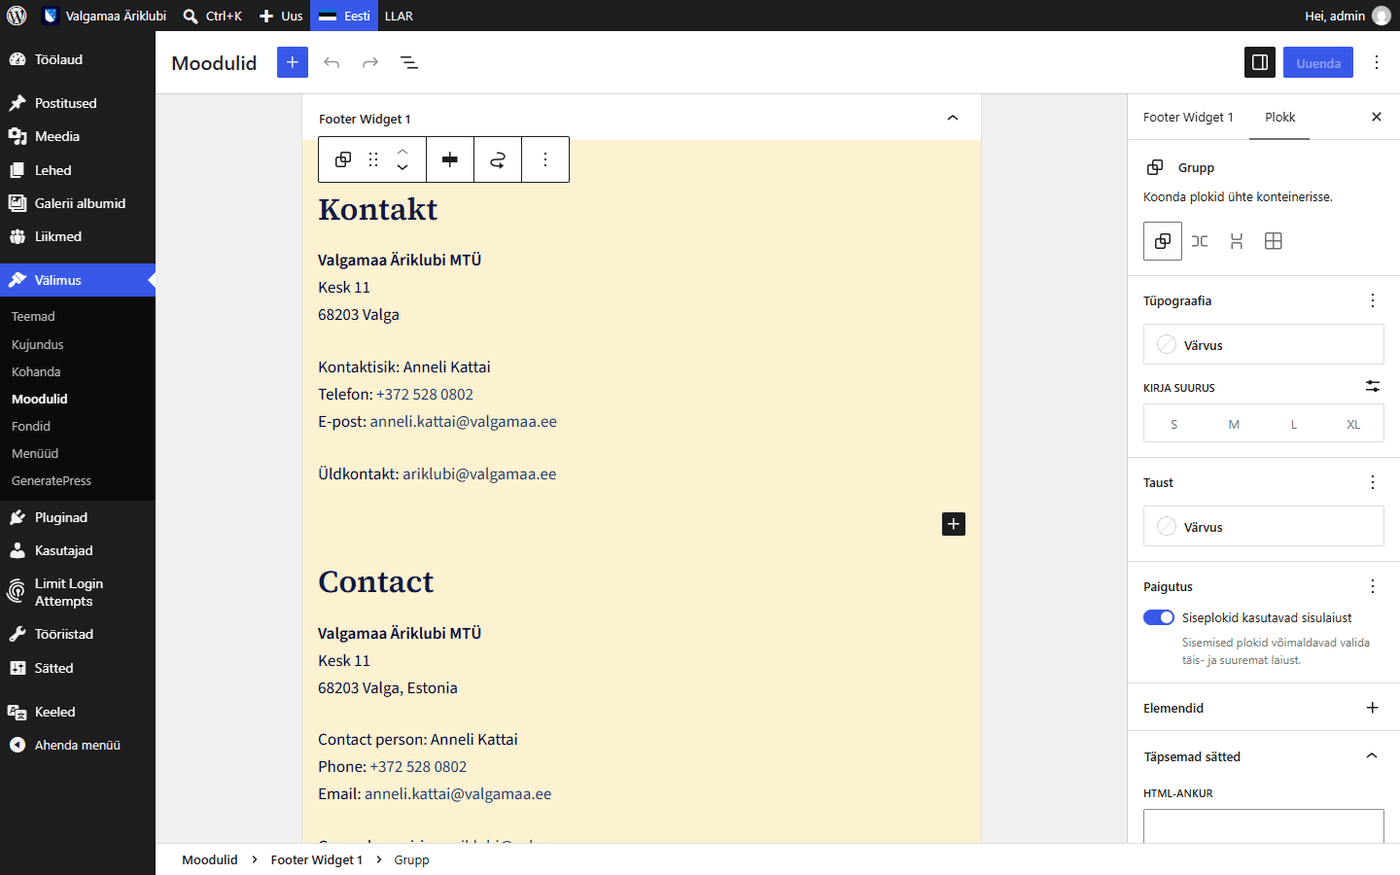 Valgamaa Äriklubi
Ctrl+K
Uus
Eesti
LLAR
Hei, admin
Töölaud
Postitused
Meedia
Lehed
Galerii albumid
Liikmed
Välimus
Teemad
Kujundus
Kohanda
Moodulid
Fondid
Menüüd
GeneratePress
Pluginad
Kasutajad
Limit Login
Attempts
Tööriistad
Sätted
Keeled
Ahenda menüü
Moodulid
Uuenda
Footer Widget 1
Kontakt
Valgamaa Äriklubi MTÜ
Kesk 11
68203 Valga
Kontaktisik: Anneli Kattai
Telefon: +372 528 0802
E-post: anneli.kattai@valgamaa.ee
Üldkontakt: ariklubi@valgamaa.ee
Contact
Valgamaa Äriklubi MTÜ
Kesk 11
68203 Valga, Estonia
Contact person: Anneli Kattai
Phone: +372 528 0802
Email: anneli.kattai@valgamaa.ee
Footer Widget 1
Plokk
Grupp
Koonda plokid ühte konteinerisse.
Tüpograafia
Värvus
KIRJA SUURUS
S M L XL
Taust
Värvus
Paigutus
Siseplokid kasutavad sisulaiust
Sisemised plokid võimaldavad valida
täis- ja suuremat laiust.
Elemendid
Täpsemad sätted
HTML-ANKUR
Moodulid > Footer Widget 1 > Grupp